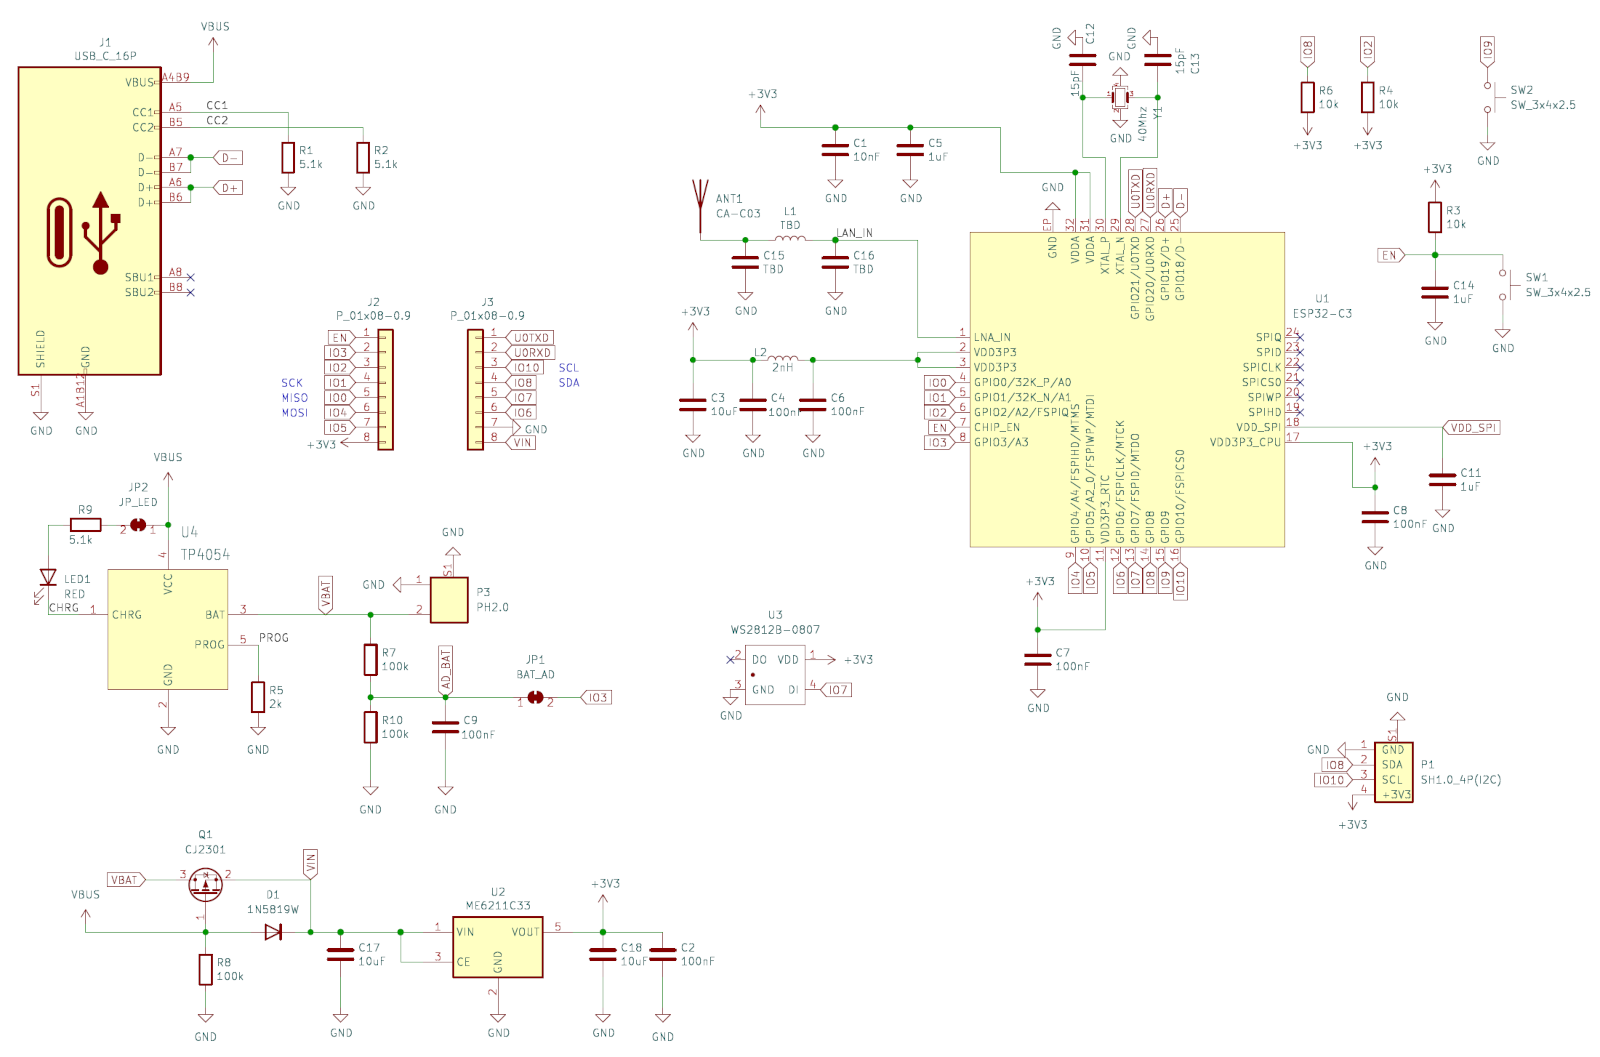 J1
USB_C_16P
VBUS
VBUS A4B9
CC1 A5 CC1
CC2 B5 CC2
D- A7 D-
D- B7
D+ A6 D+
D+ B6
SBU1 A8
SBU2 B8
SHIELD S1
GND A1B12
GND
GND
R1
5.1k
GND
R2
5.1k
GND
J2
P_01x08-0.9
EN 1
IO3 2
IO2 3
SCK IO1 4
MISO IO0 5
MOSI IO4 6
IO5 7
+3V3 8
J3
P_01x08-0.9
1 U0TXD
2 U0RXD
3 IO10 SCL
4 IO8 SDA
5 IO7
6 IO6
7 GND
8 VIN
+3V3
C1
10nF
GND
C5
1uF
GND
ANT1
CA-C03
L1
TBD
LAN_IN
C15
TBD
GND
C16
TBD
GND
+3V3
L2
2nH
C3
10uF
GND
C4
100nF
GND
C6
100nF
GND
GND
C12
15pF
GND
C13
15pF
GND
GND
40Mhz
Y1
1
2
3
4
U1
ESP32-C3
GND
EP GND
32 VDDA
31 VDDA
30 XTAL_P
29 XTAL_N
U0TXD 28 GPIO21/U0TXD
U0RXD 27 GPIO20/U0RXD
D+ 26 GPIO19/D+
D- 25 GPIO18/D-
1 LNA_IN
2 VDD3P3
3 VDD3P3
IO0 4 GPIO0/32K_P/A0
IO1 5 GPIO1/32K_N/A1
IO2 6 GPIO2/A2/FSPIQ
EN 7 CHIP_EN
IO3 8 GPIO3/A3
SPIQ 24
SPID 23
SPICLK 22
SPICS0 21
SPIWP 20
SPIHD 19
VDD_SPI 18 VDD_SPI
VDD3P3_CPU 17
GPIO4/A4/FSPIHD/MTMS 9 IO4
GPIO5/A2_0/FSPIWP/MTDI 10 IO5
VDD3P3_RTC 11
GPIO6/FSPICLK/MTCK 12 IO6
GPIO7/FSPID/MTDO 13 IO7
GPIO8 14 IO8
GPIO9 15 IO9
GPIO10/FSPICS0 16 IO10
IO8
R6
10k
+3V3
IO2
R4
10k
+3V3
IO9
SW2
SW_3x4x2.5
GND
+3V3
R3
10k
EN
C14
1uF
GND
SW1
SW_3x4x2.5
GND
+3V3
C8
100nF
GND
C11
1uF
GND
+3V3
C7
100nF
GND
VBUS
JP2
JP_LED
2 1
R9
5.1k
LED1
RED
CHRG
U4
TP4054
4 VCC
1 CHRG
BAT 3
PROG 5 PROG
GND 2
GND
R5
2k
GND
VBAT
GND
S1
GND 1
2
P3
PH2.0
R7
100k
R10
100k
GND
AD_BAT
C9
100nF
GND
JP1
BAT_AD
1 2
IO3
U3
WS2812B-0807
2 DO VDD 1 +3V3
3 GND DI 4 IO7
GND
GND
S1
GND 1 GND
IO8 2 SDA
IO10 3 SCL
4 +3V3
+3V3
P1
SH1.0_4P(I2C)
Q1
CJ2301
VBAT 3 2
1
VBUS
VIN
D1
1N5819W
R8
100k
GND
C17
10uF
GND
U2
ME6211C33
1 VIN VOUT 5
3 CE
GND
2
GND
+3V3
C18
10uF
GND
C2
100nF
GND